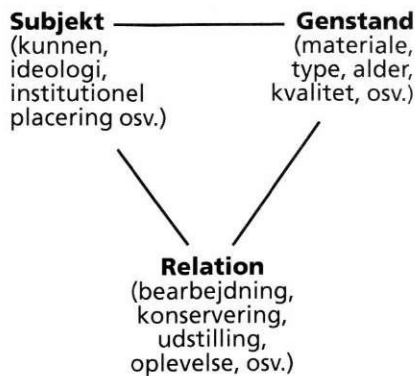 Subjekt
(kunnen,
ideologi,
institutionel
placering osv.)
Genstand
(materiale,
type, alder,
kvalitet, osv.)
Relation
(bearbejdning,
konservering,
udstilling,
oplevelse, osv.)